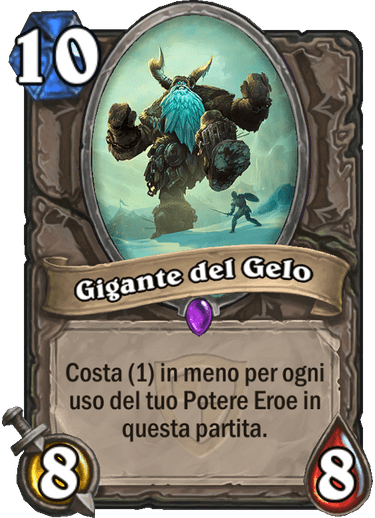 10
Gigante del Gelo
Costa (1) in meno per ogni
uso del tuo Potere Eroe in
questa partita.
8
8